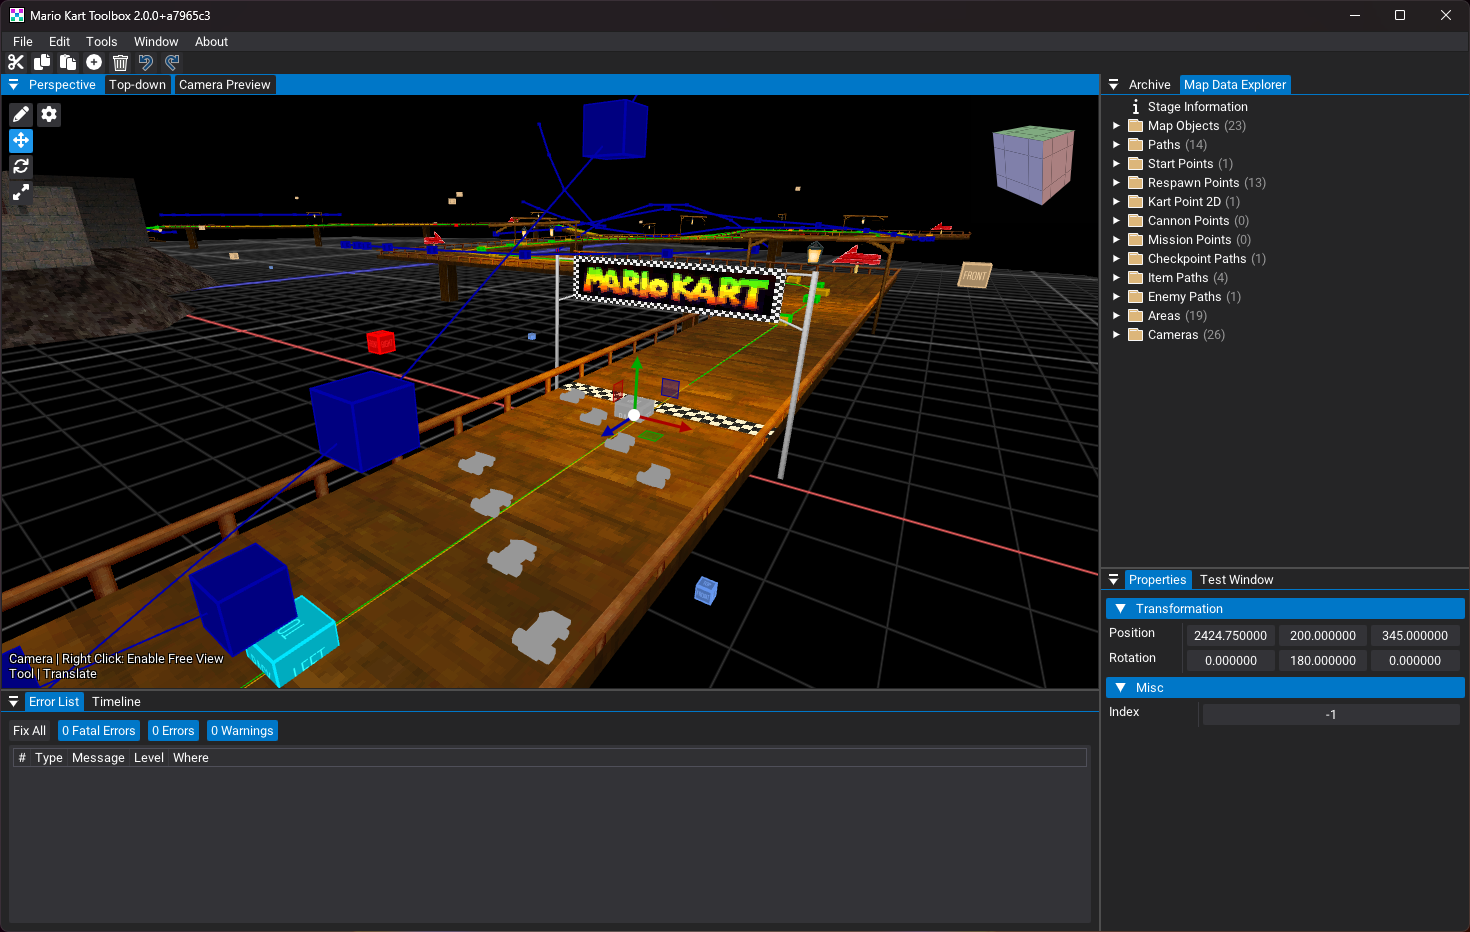 Mario Kart Toolbox 2.0.0+a7965c3
File Edit Tools Window About
Perspective Top-down Camera Preview
MARIO KART
FRONT
LEFT
Camera | Right Click: Enable Free View
Tool | Translate
Archive Map Data Explorer
Stage Information
Map Objects (23)
Paths (14)
Start Points (1)
Respawn Points (13)
Kart Point 2D (1)
Cannon Points (0)
Mission Points (0)
Checkpoint Paths (1)
Item Paths (4)
Enemy Paths (1)
Areas (19)
Cameras (26)
Properties Test Window
Transformation
Position 2424.750000 200.000000 345.000000
Rotation 0.000000 180.000000 0.000000
Misc
Index -1
Error List Timeline
Fix All 0 Fatal Errors 0 Errors 0 Warnings
# Type Message Level Where